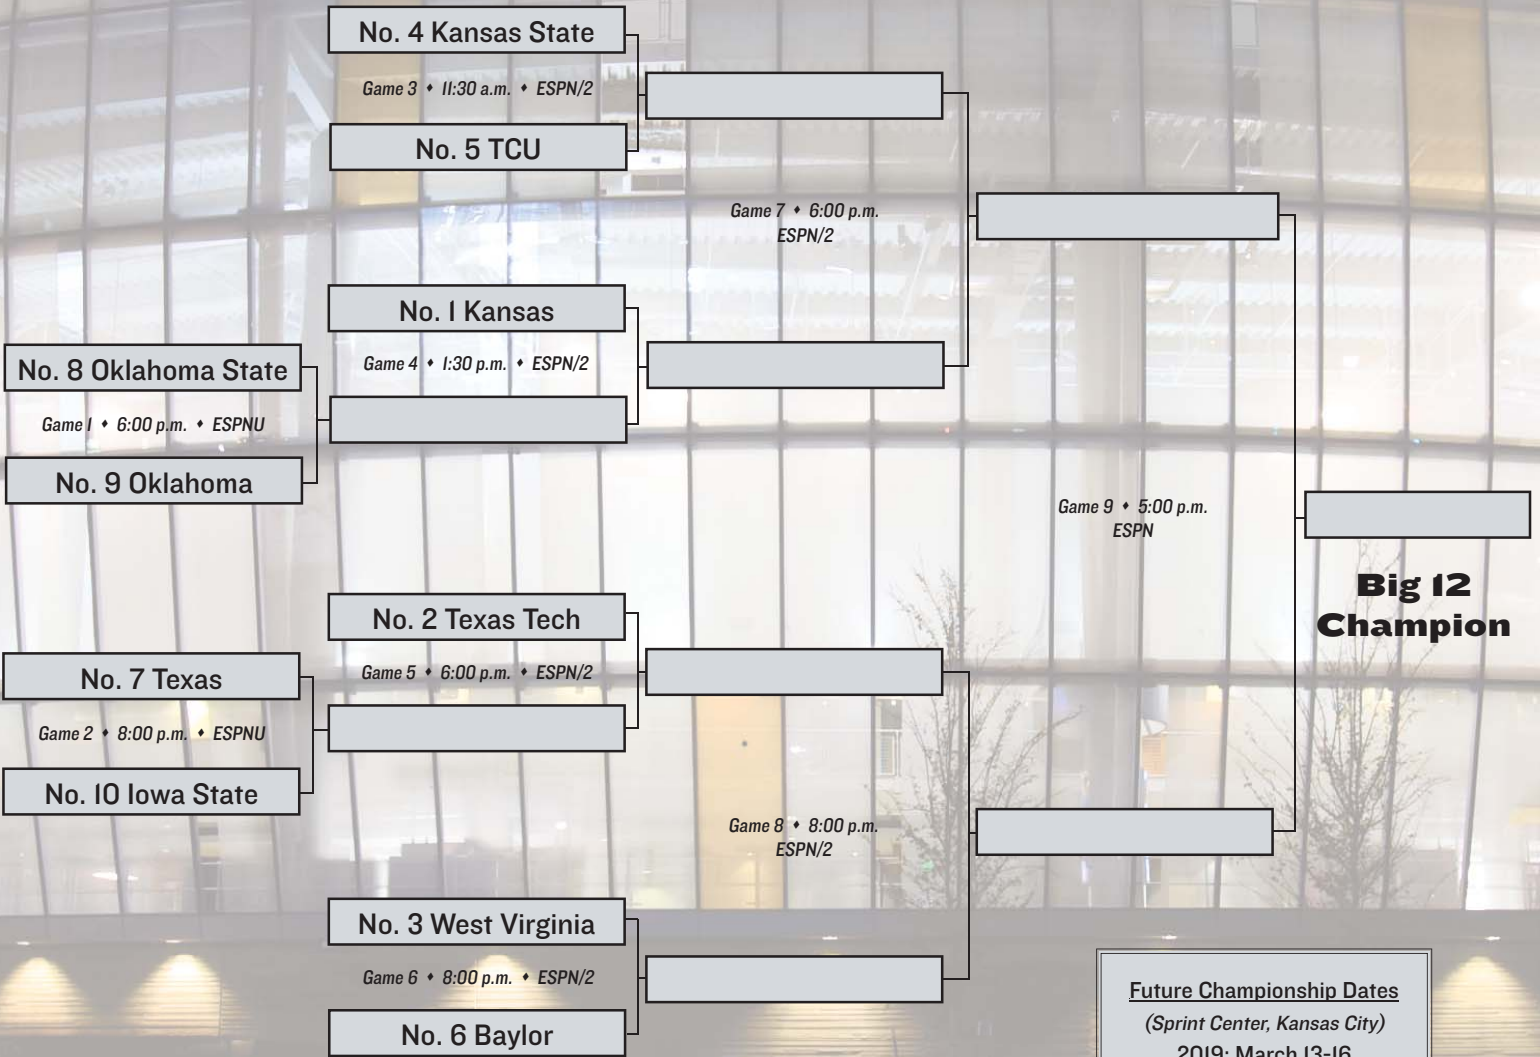 No. 4 Kansas State
Game 3 ♦ 11:30 a.m. ♦ ESPN/2
No. 5 TCU
Game 7 ♦ 6:00 p.m.
ESPN/2
No. 1 Kansas
Game 4 ♦ 1:30 p.m. ♦ ESPN/2
No. 8 Oklahoma State
Game 1 ♦ 6:00 p.m. ♦ ESPNU
No. 9 Oklahoma
Game 9 ♦ 5:00 p.m.
ESPN
Big 12
Champion
No. 2 Texas Tech
Game 5 ♦ 6:00 p.m. ♦ ESPN/2
No. 7 Texas
Game 2 ♦ 8:00 p.m. ♦ ESPNU
No. 10 Iowa State
Game 8 ♦ 8:00 p.m.
ESPN/2
No. 3 West Virginia
Game 6 ♦ 8:00 p.m. ♦ ESPN/2
No. 6 Baylor
Future Championship Dates
(Sprint Center, Kansas City)
2019: March 13-16